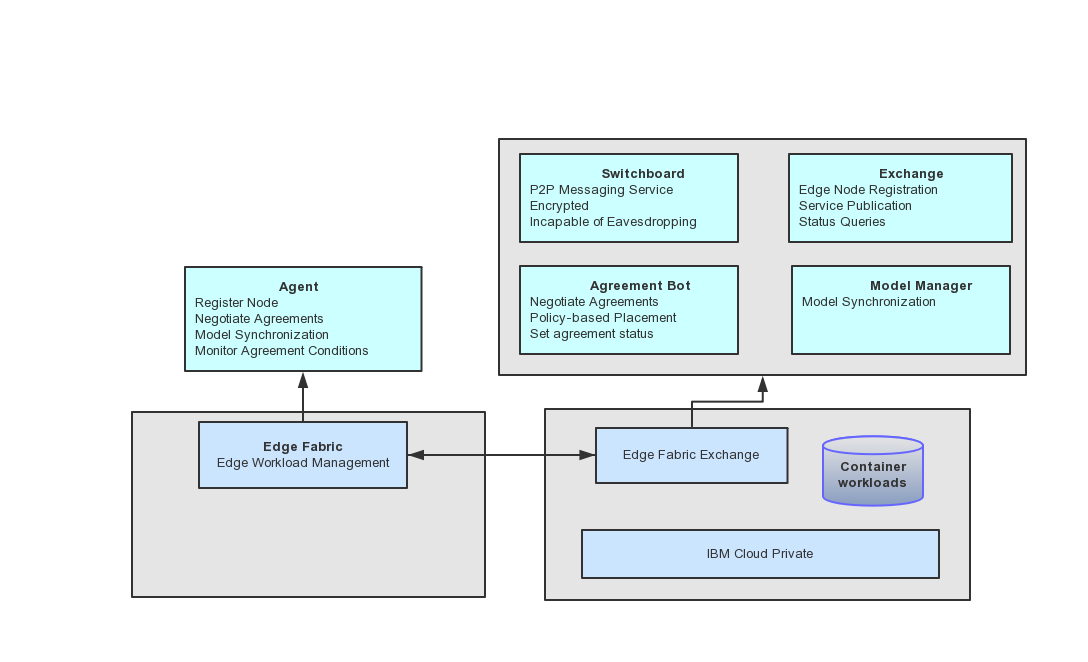 Switchboard
P2P Messaging Service
Encrypted
Incapable of Eavesdropping
Exchange
Edge Node Registration
Service Publication
Status Queries
Agent
Register Node
Negotiate Agreements
Model Synchronization
Monitor Agreement Conditions
Agreement Bot
Negotiate Agreements
Policy-based Placement
Set agreement status
Model Manager
Model Synchronization
Edge Fabric
Edge Workload Management
Edge Fabric Exchange
Container
workloads
IBM Cloud Private